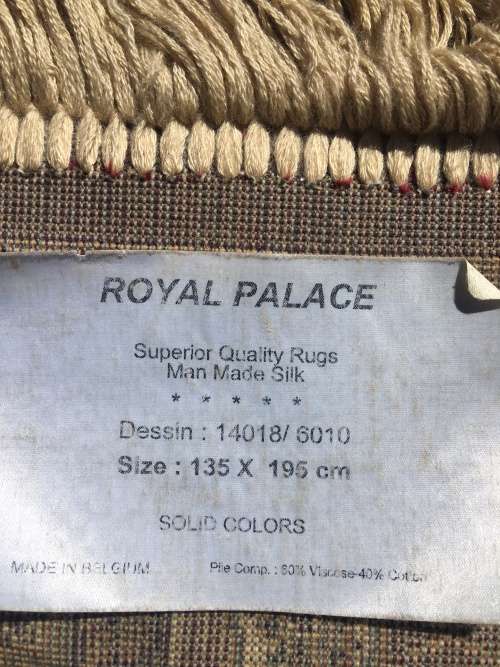 ROYAL PALACE
Superior Quality Rugs
Man Made Silk
* * * * *
Dessin : 14018/ 6010
Size : 135 X 195 cm
SOLID COLORS
MADE IN BELGIUM
Pile Comp. : 60% Viscose-40% Cotton